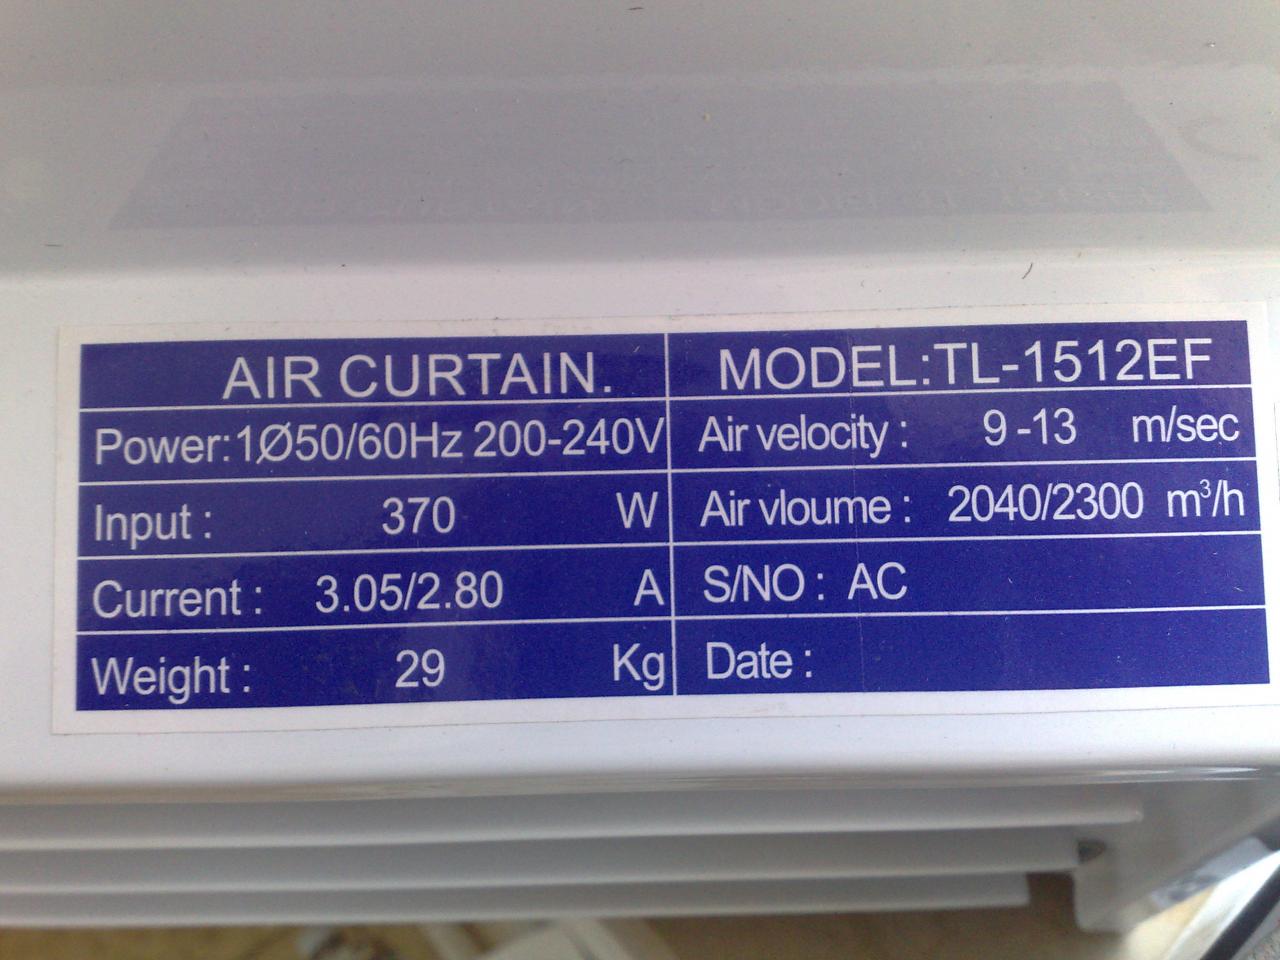 AIR CURTAIN.
MODEL:TL-1512EF
Power:1Ø50/60Hz 200-240V
Air velocity : 9-13 m/sec
Input : 370 W
Air vloume : 2040/2300 m³/h
Current : 3.05/2.80 A
S/NO : AC
Weight : 29 Kg
Date :